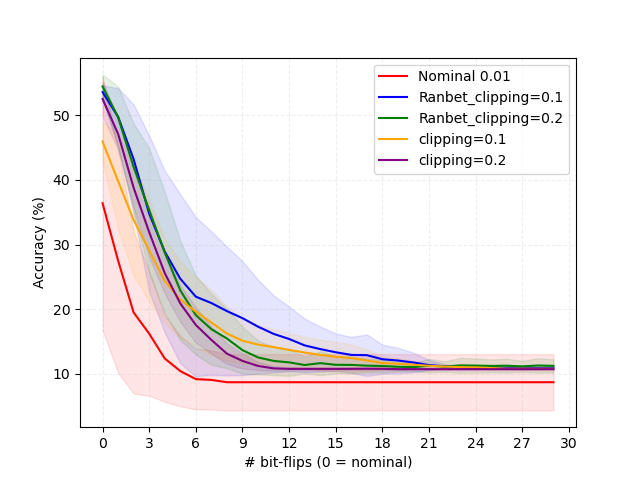 Nominal 0.01
Ranbet_clipping=0.1
Ranbet_clipping=0.2
clipping=0.1
clipping=0.2
50
40
30
20
10
Accuracy (%)
0 3 6 9 12 15 18 21 24 27 30
# bit-flips (0 = nominal)